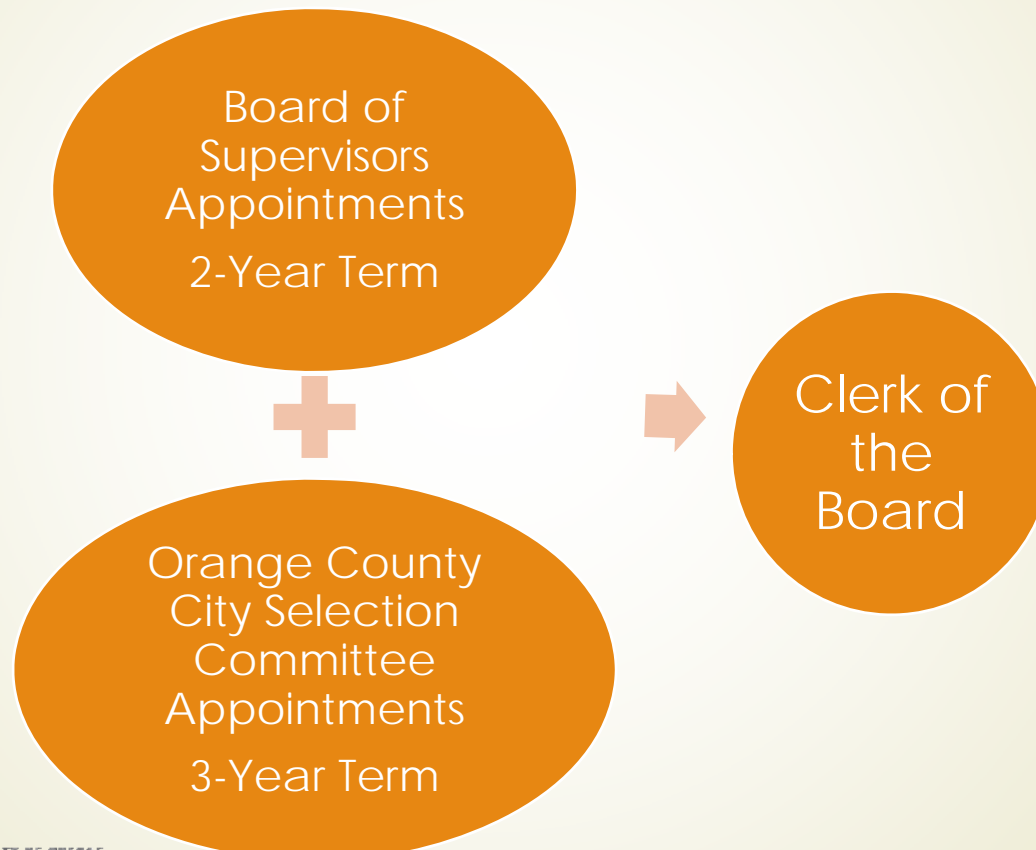 Board of
Supervisors
Appointments
2-Year Term
Orange County
City Selection
Committee
Appointments
3-Year Term
Clerk of
the
Board